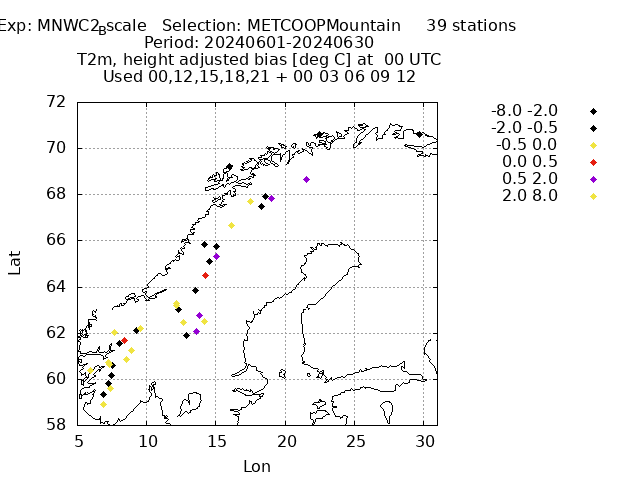 Exp: MNWC2Bscale Selection: METCOOPMountain 39 stations
Period: 20240601-20240630
T2m, height adjusted bias [deg C] at 00 UTC
Used 00,12,15,18,21 + 00 03 06 09 12
-8.0 -2.0
-2.0 -0.5
-0.5 0.0
0.0 0.5
0.5 2.0
2.0 8.0
72
70
68
66
64
62
60
58
Lat
5 10 15 20 25 30
Lon